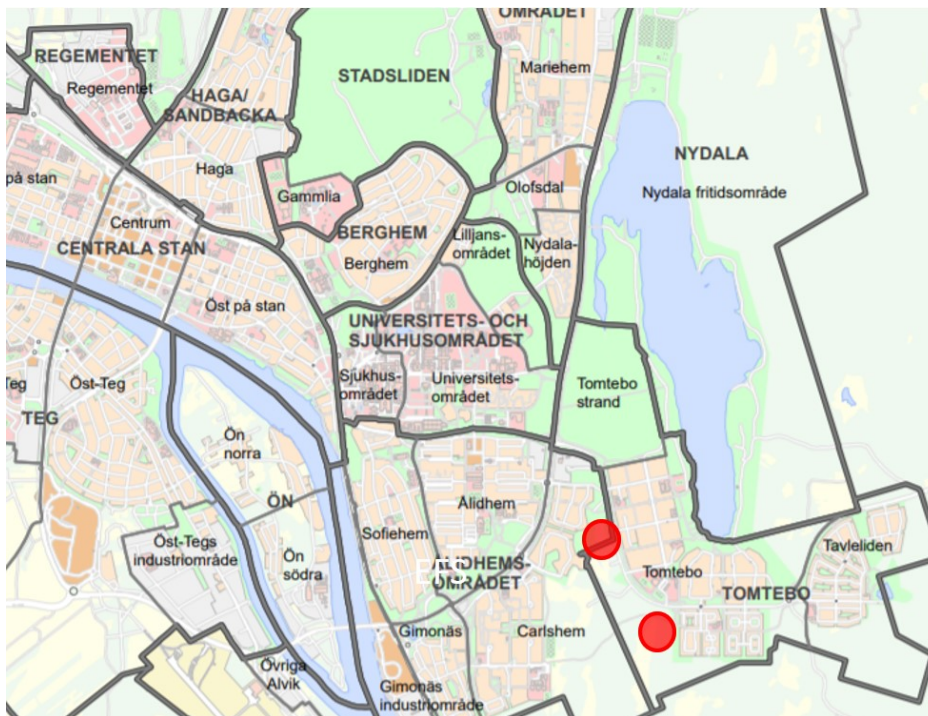 OMRÅDET
Mariehem
REGEMENTET
Regementet
STADSLIDEN
HAGA/
SANDBACKA
NYDALA
Nydala fritidsområde
på stan
Haga
Gammlia
Olofsdal
Centrum
CENTRALA STAN
BERGHEM
Berghem
Lilljans-
området
Nydala-
höjden
Öst på stan
UNIVERSITETS- OCH
SJUKHUSOMRÅDET
Teg
Öst-Teg
Sjukhus-
området
Universitets-
området
Tomtebo
strand
TEG
Ön
norra
ÖN
Ålidhem
Sofiehem
Öst-Tegs
industriområde
Ön
södra
OMRÅDET
Tomtebo
Tavleliden
TOMTEBO
Gimonäs
Carlshem
Övriga
Alvik
Gimonäs
industriområde